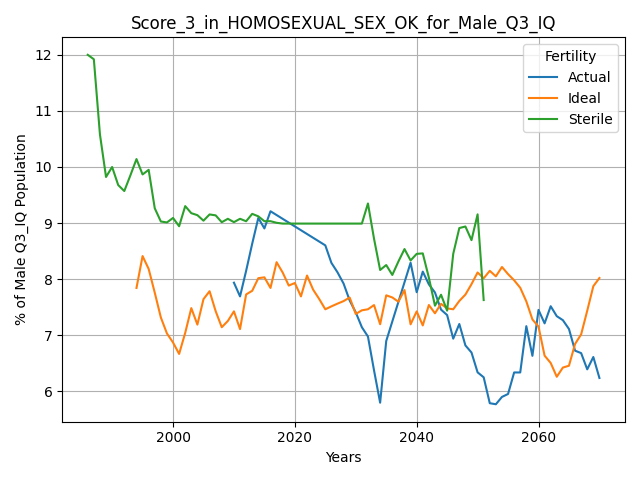 Score_3_in_HOMOSEXUAL_SEX_OK_for_Male_Q3_IQ
Fertility
Actual
Ideal
Sterile
% of Male Q3_IQ Population
12
11
10
9
8
7
6
2000 2020 2040 2060
Years